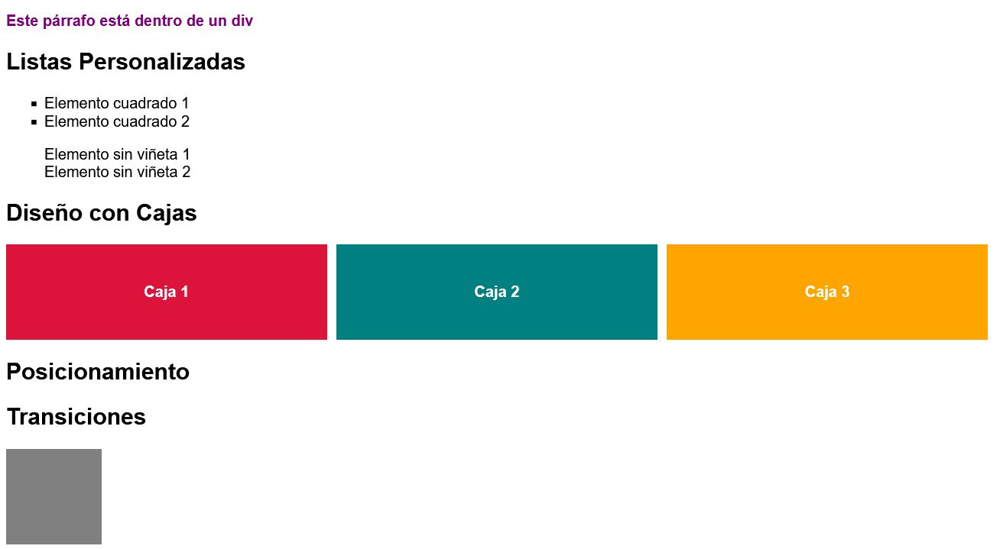 Este párrafo está dentro de un div
Listas Personalizadas
Elemento cuadrado 1
Elemento cuadrado 2
Elemento sin viñeta 1
Elemento sin viñeta 2
Diseño con Cajas
Caja 1
Caja 2
Caja 3
Posicionamiento
Transiciones